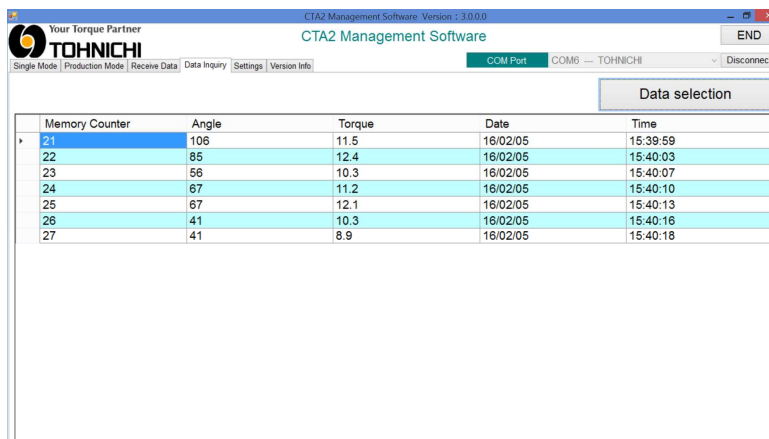 CTA2 Management Software Version : 3.0.0.0
Your Torque Partner
TOHNICHI
CTA2 Management Software
END
COM Port COM6 --- TOHNICHI Disconnec
Single Mode Production Mode Receive Data Data Inquiry Settings Version Info
Data selection
Memory Counter Angle Torque Date Time
21 106 11.5 16/02/05 15:39:59
22 85 12.4 16/02/05 15:40:03
23 56 10.3 16/02/05 15:40:07
24 67 11.2 16/02/05 15:40:10
25 67 12.1 16/02/05 15:40:13
26 41 10.3 16/02/05 15:40:16
27 41 8.9 16/02/05 15:40:18